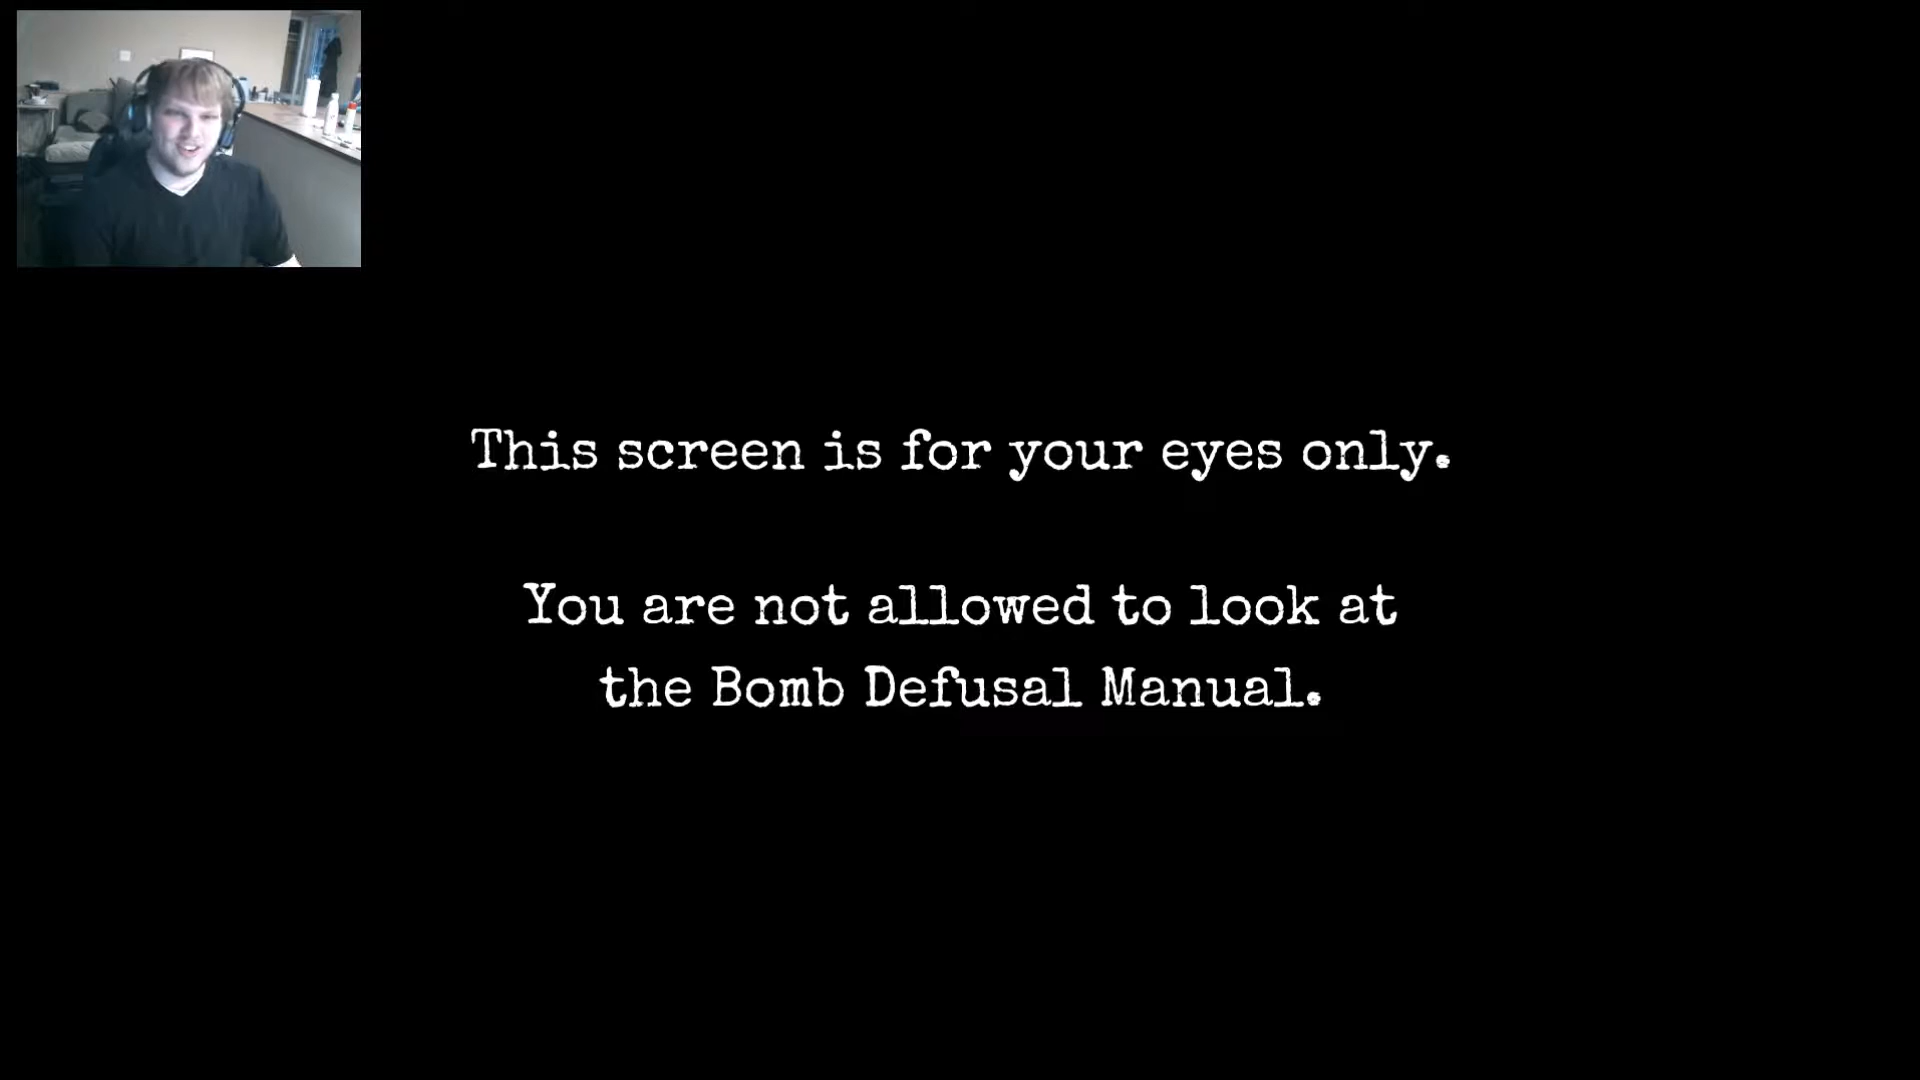 This screen is for your eyes only.
You are not allowed to look at
the Bomb Defusal Manual.